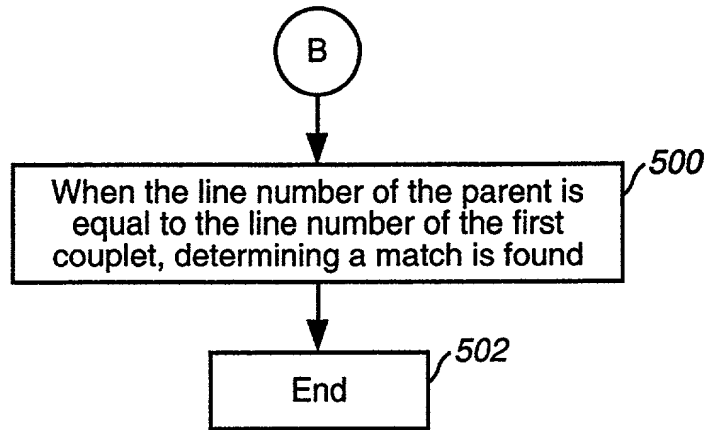 B
500
When the line number of the parent is
equal to the line number of the first
couplet, determining a match is found
502
End